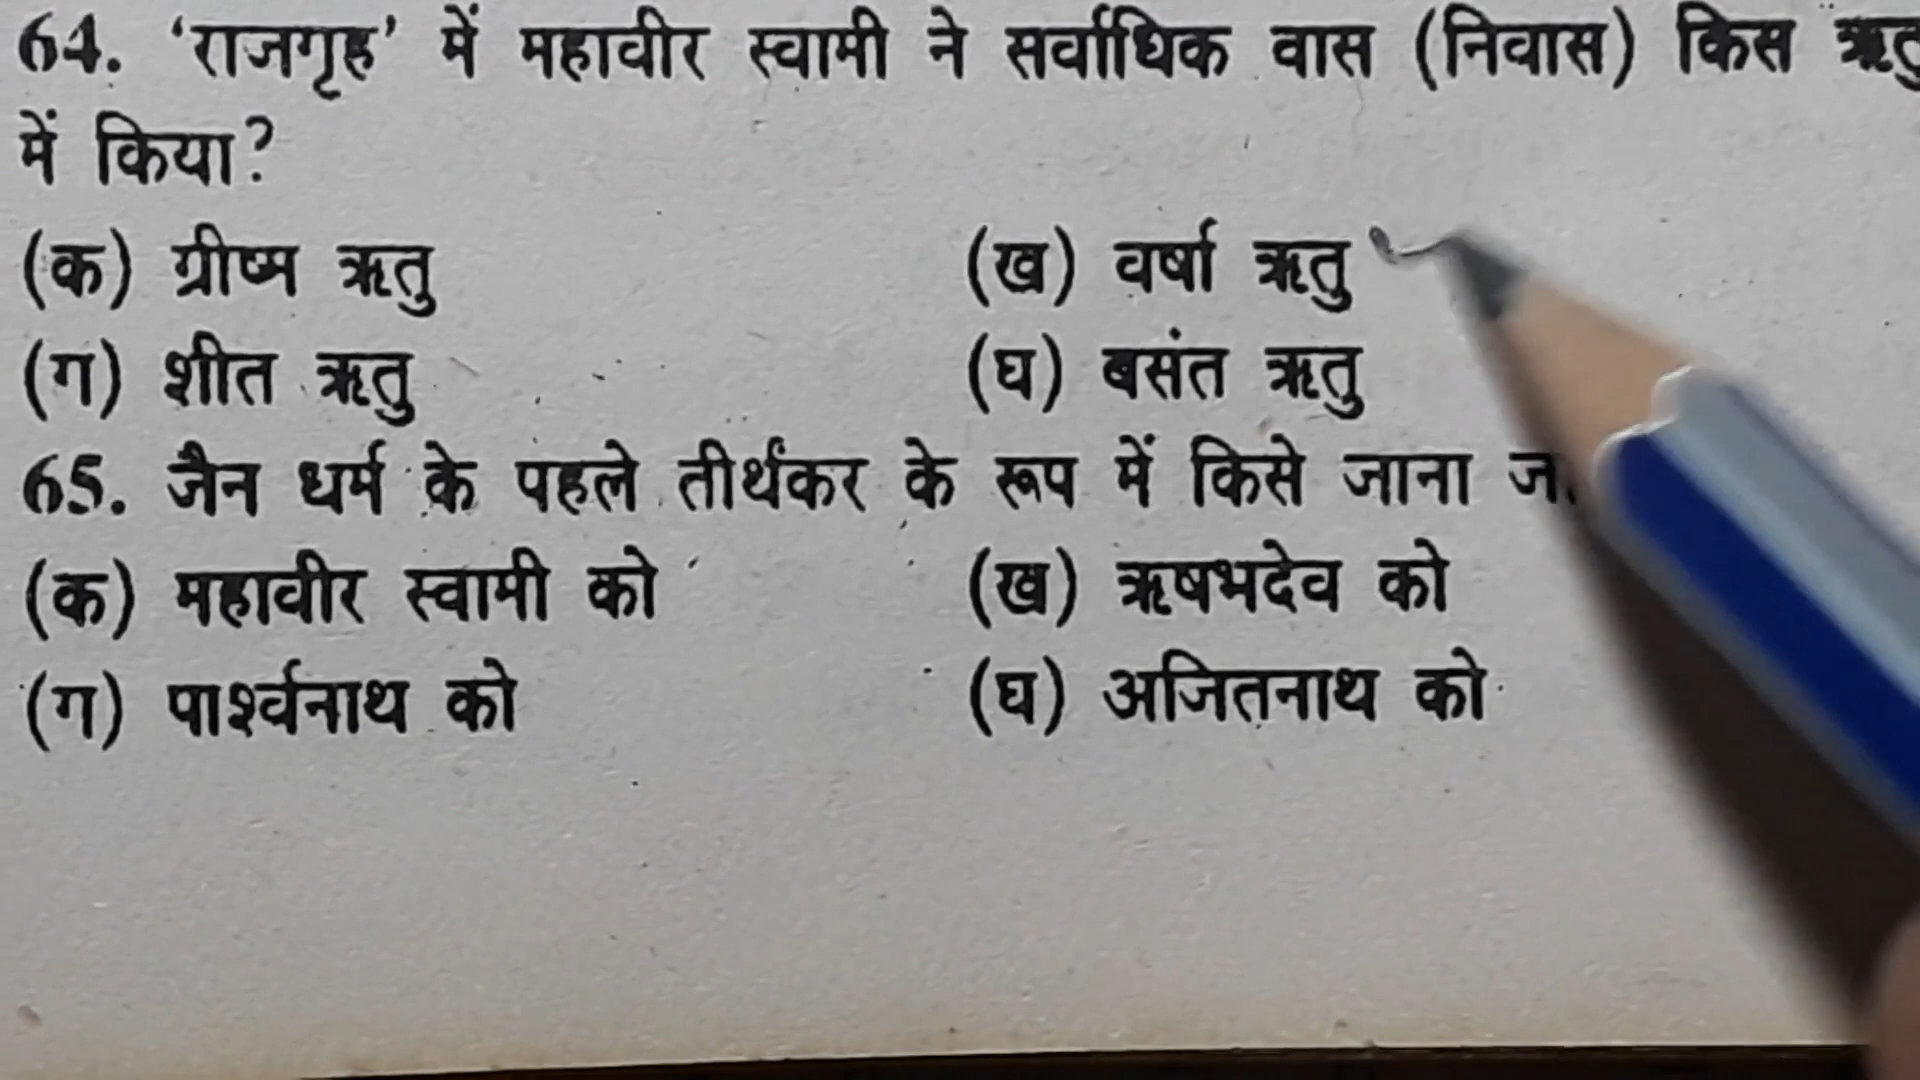 64. ‘राजगृह’ में महावीर स्वामी ने सर्वाधिक वास (निवास) किस ऋतु
में किया?
(क) ग्रीष्म ऋतु (ख) वर्षा ऋतु
(ग) शीत ऋतु (घ) बसंत ऋतु
65. जैन धर्म के पहले तीर्थंकर के रूप में किसे जाना
(क) महावीर स्वामी को (ख) ऋषभदेव को
(ग) पार्श्वनाथ को (घ) अजितनाथ को